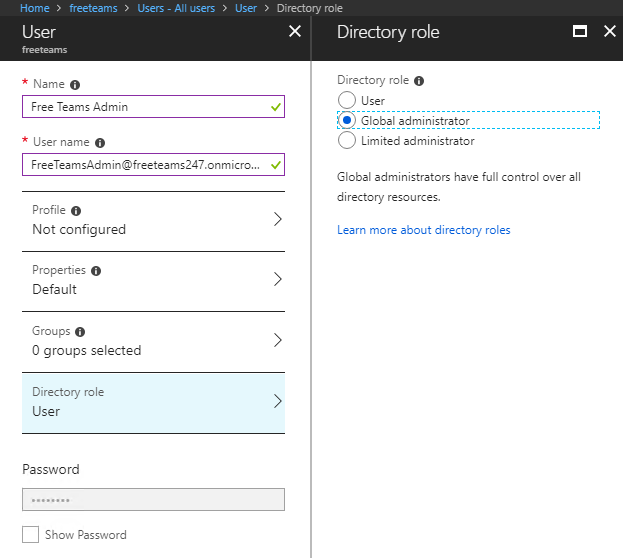 Home > freeteams > Users - All users > User > Directory role
User
freeteams
* Name
Free Teams Admin
* User name
FreeTeamsAdmin@freeteams247.onmicro...
Profile
Not configured
Properties
Default
Groups
0 groups selected
Directory role
User
Password
••••••••
Show Password
Directory role
Directory role
User
Global administrator
Limited administrator
Global administrators have full control over all
directory resources.
Learn more about directory roles